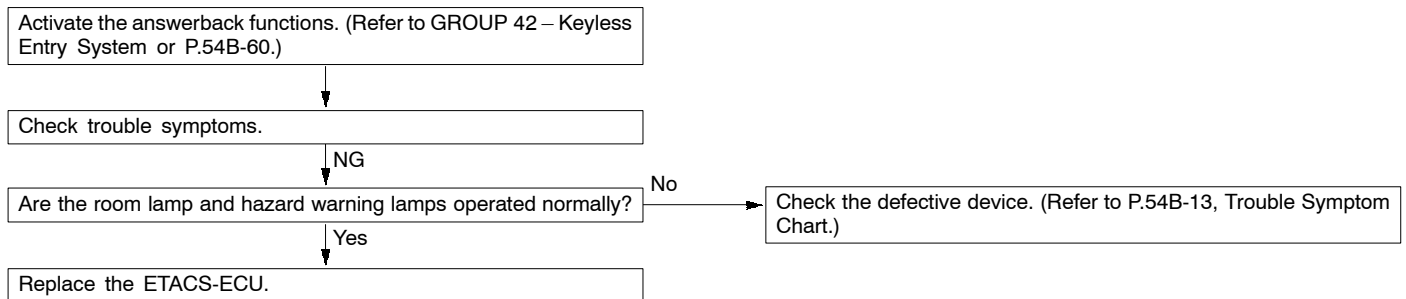 Activate the answerback functions. (Refer to GROUP 42 – Keyless
Entry System or P.54B-60.)
Check trouble symptoms.
NG
Are the room lamp and hazard warning lamps operated normally?
No
Check the defective device. (Refer to P.54B-13, Trouble Symptom
Chart.)
Yes
Replace the ETACS-ECU.